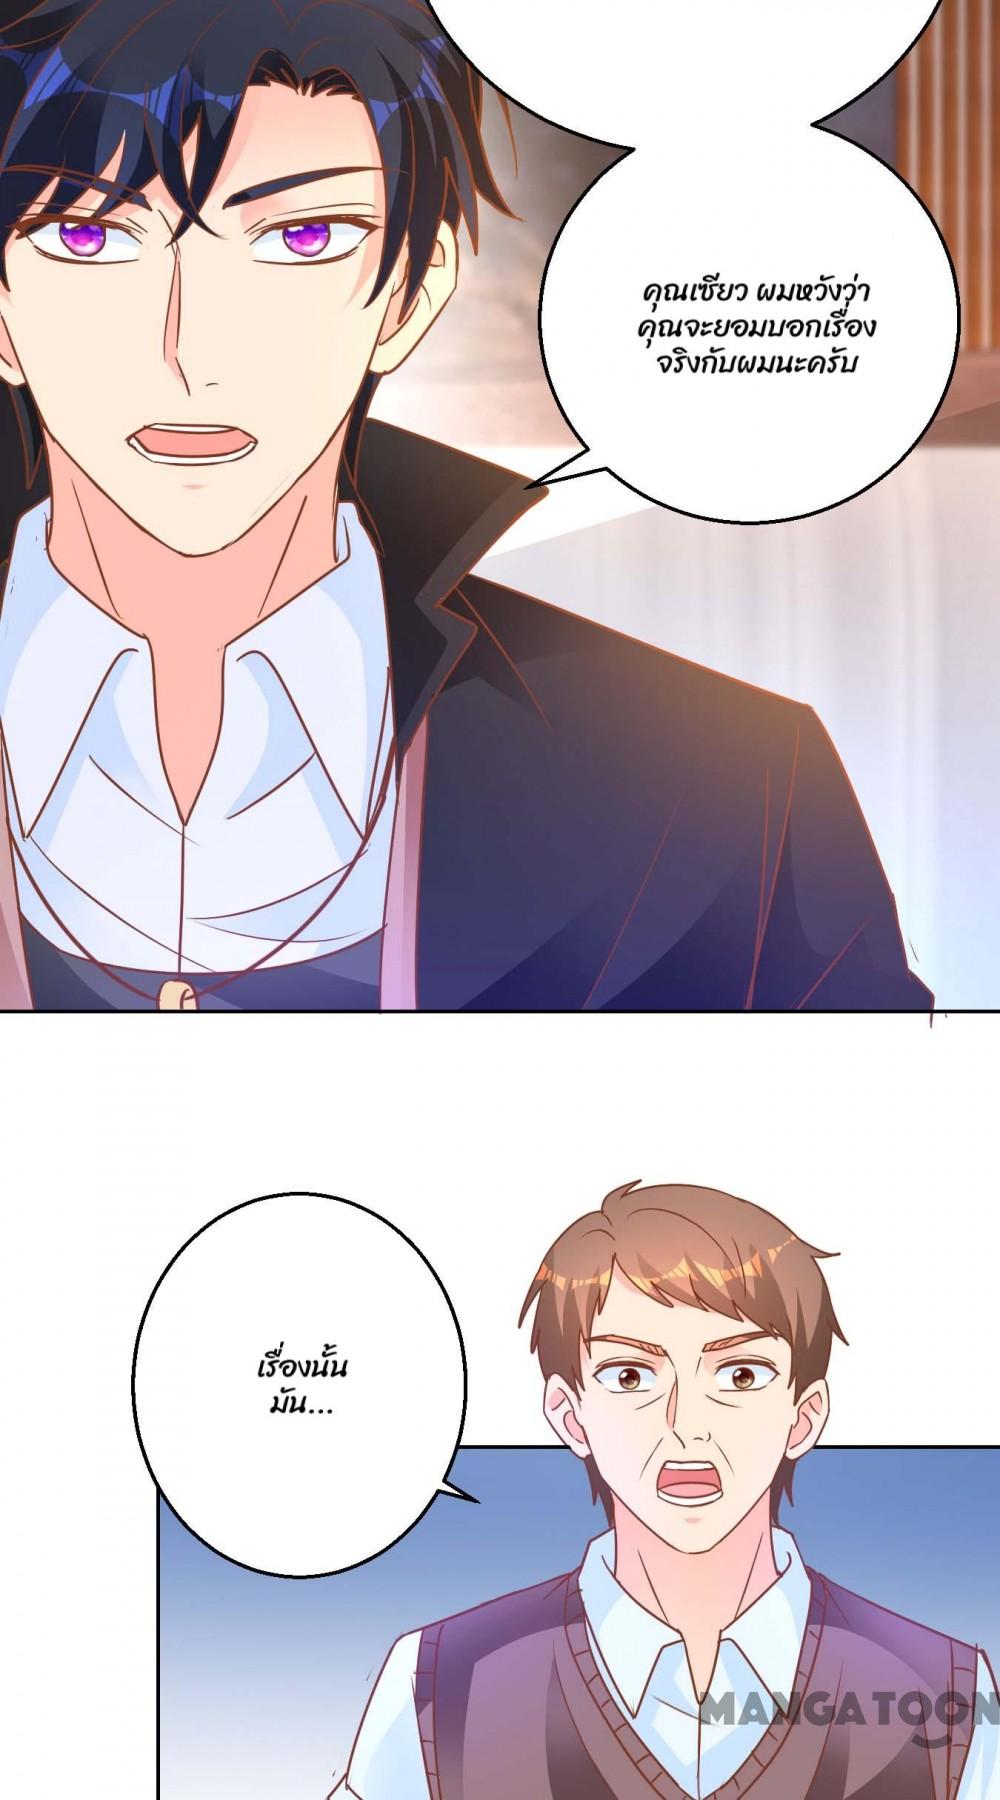 คุณเซียว ผมหวังว่า
คุณจะยอมบอกเรื่อง
จริงกับผมนะครับ
เรื่องนั้น
มัน...
MANGATOON